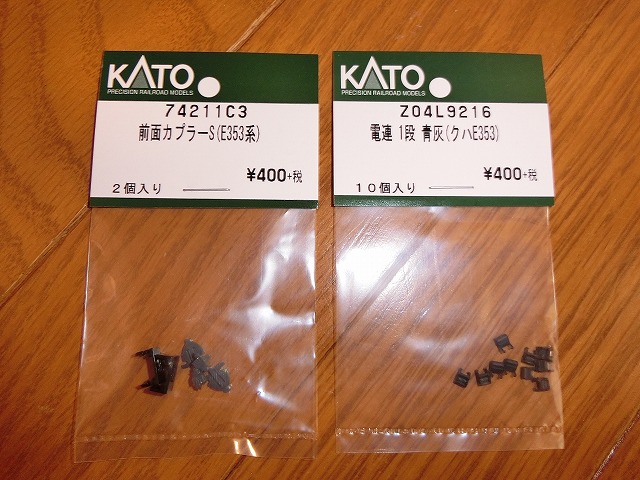 KATO
PRECISION RAILROAD MODELS
74211C3
前面カプラーS(E353系)
¥400+税
2個入り
KATO
PRECISION RAILROAD MODELS
Z04L9216
電連 1段 青灰(クハE353)
¥400+税
10個入り